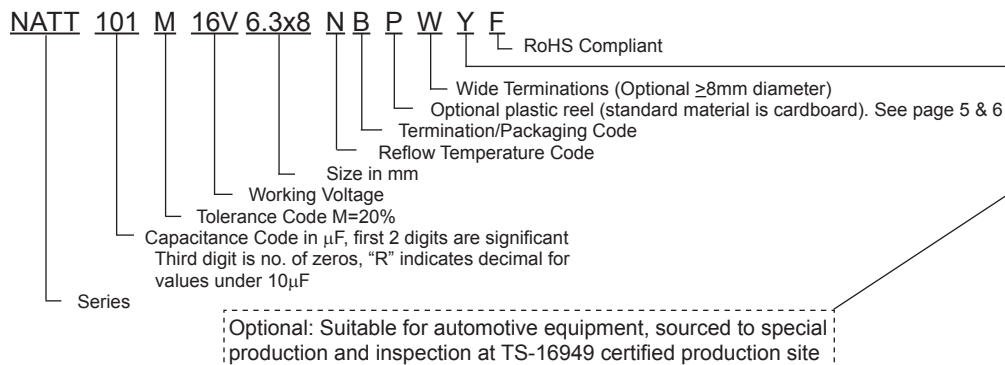 NATT 101 M 16V 6.3x8 N B P W Y F
RoHS Compliant
Wide Terminations (Optional ≥8mm diameter)
Optional plastic reel (standard material is cardboard). See page 5 & 6
Termination/Packaging Code
Reflow Temperature Code
Size in mm
Working Voltage
Tolerance Code M=20%
Capacitance Code in μF, first 2 digits are significant
Third digit is no. of zeros, “R” indicates decimal for
values under 10μF
Series
Optional: Suitable for automotive equipment, sourced to special
production and inspection at TS-16949 certified production site